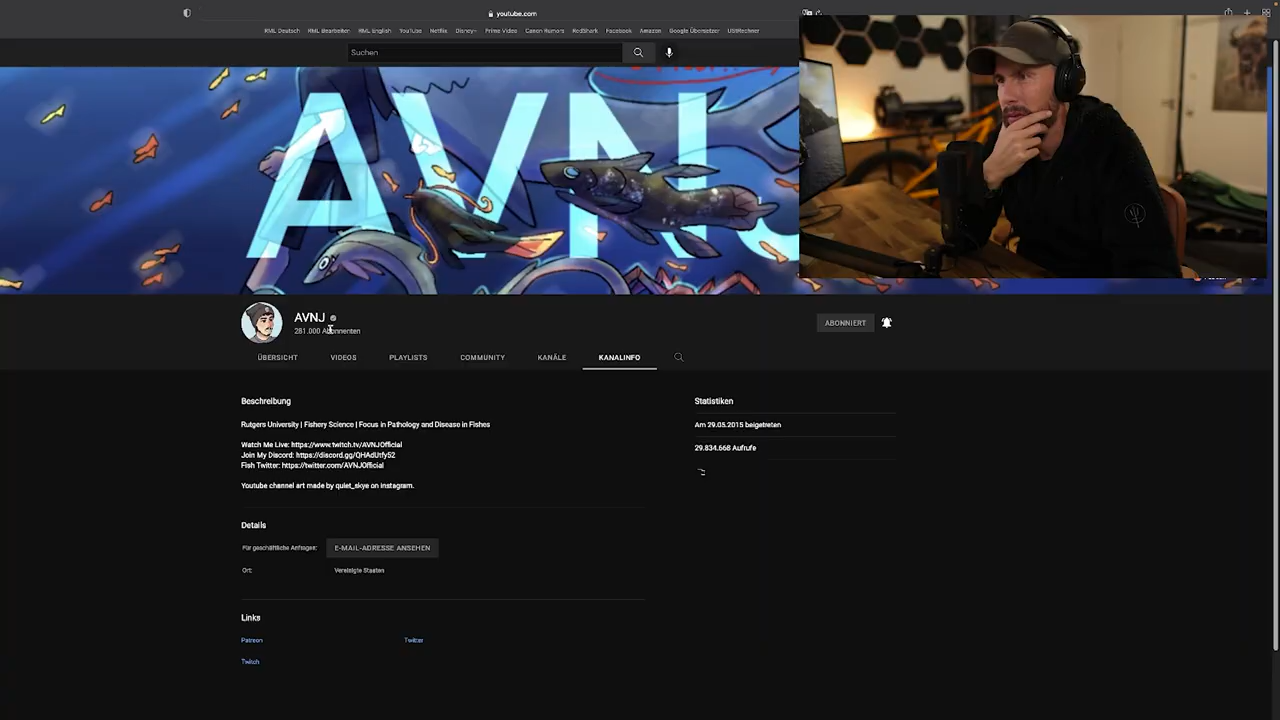 youtube.com
RML Deutsch RML Bearbeiten RML English YouTube Netflix Disney+ Prime Video Canon Rumors RedShark Facebook Amazon Google Übersetzer USt Rechner
Suchen
AVNJ
AVNJ
281.000 Abonnenten
ABONNIERT
ÜBERSICHT VIDEOS PLAYLISTS COMMUNITY KANÄLE KANALINFO
Beschreibung
Statistiken
Rutgers University | Fishery Science | Focus in Pathology and Disease in Fishes
Am 29.05.2015 beigetreten
Watch Me Live: https://www.twitch.tv/AVNJOfficial
29.834.668 Aufrufe
Join My Discord: https://discord.gg/QHAdUtfy52
Fish Twitter: https://twitter.com/AVNJOfficial
Youtube channel art made by quiet_skye on instagram.
Details
Für geschäftliche Anfragen: E-MAIL-ADRESSE ANSEHEN
Ort: Vereinigte Staaten
Links
Patreon Twitter
Twitch